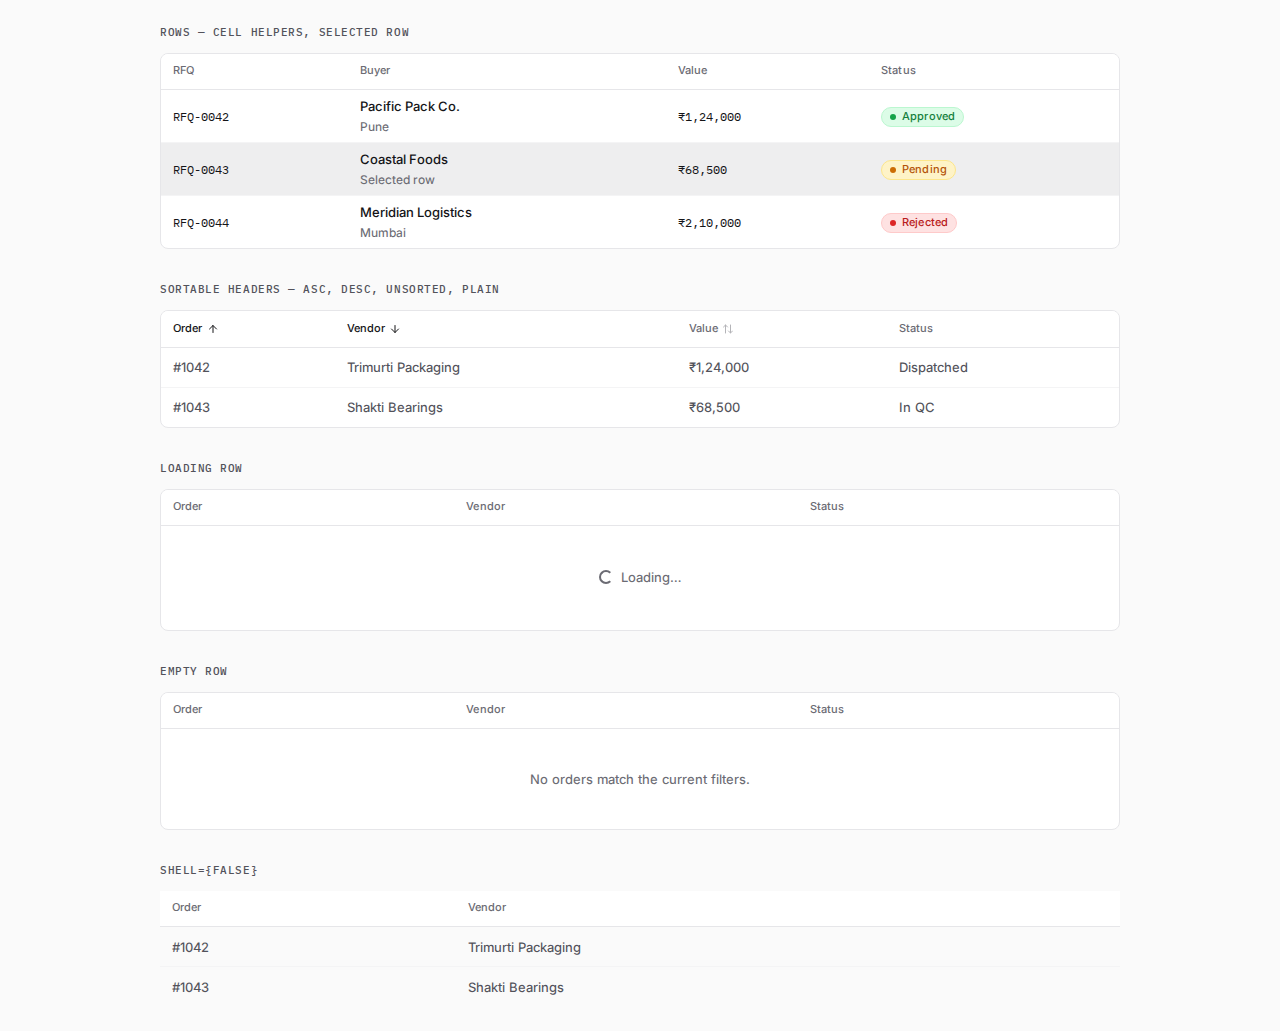 ROWS — CELL HELPERS, SELECTED ROW
RFQ Buyer Value Status
RFQ-0042 Pacific Pack Co. Pune ₹1,24,000 Approved
RFQ-0043 Coastal Foods Selected row ₹68,500 Pending
RFQ-0044 Meridian Logistics Mumbai ₹2,10,000 Rejected
SORTABLE HEADERS — ASC, DESC, UNSORTED, PLAIN
Order ↑ Vendor ↓ Value ↑↓ Status
#1042 Trimurti Packaging ₹1,24,000 Dispatched
#1043 Shakti Bearings ₹68,500 In QC
LOADING ROW
Order Vendor Status
Loading...
EMPTY ROW
Order Vendor Status
No orders match the current filters.
SHELL={FALSE}
Order Vendor
#1042 Trimurti Packaging
#1043 Shakti Bearings